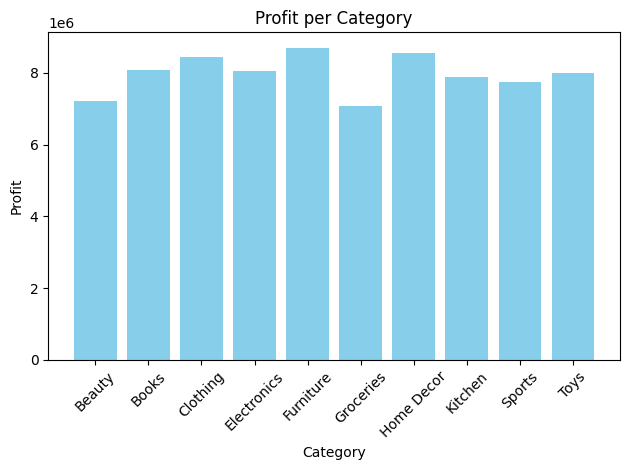 Profit per Category
1e6
8
6
4
2
0
Profit
Beauty
Books
Clothing
Electronics
Furniture
Groceries
Home Decor
Kitchen
Sports
Toys
Category